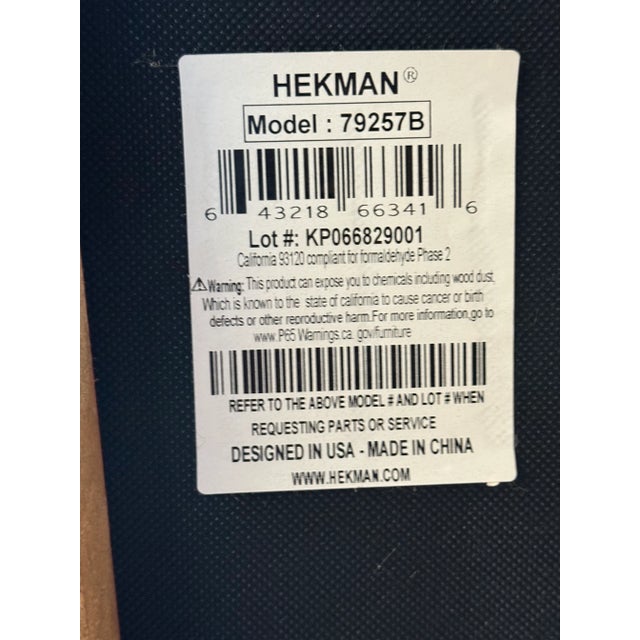 HEKMAN®
Model : 79257B
6 43218 66341 6
Lot #: KP066829001
California 93120 compliant for formaldehyde Phase 2
⚠Warning: This product can expose you to chemicals including wood dust.
Which is known to the state of california to cause cancer or birth
defects or other reproductive harm.For more information,go to
www.P65 Warnings.ca. gov/furniture
REFER TO THE ABOVE MODEL # AND LOT # WHEN
REQUESTING PARTS OR SERVICE
DESIGNED IN USA - MADE IN CHINA
WWW.HEKMAN.COM